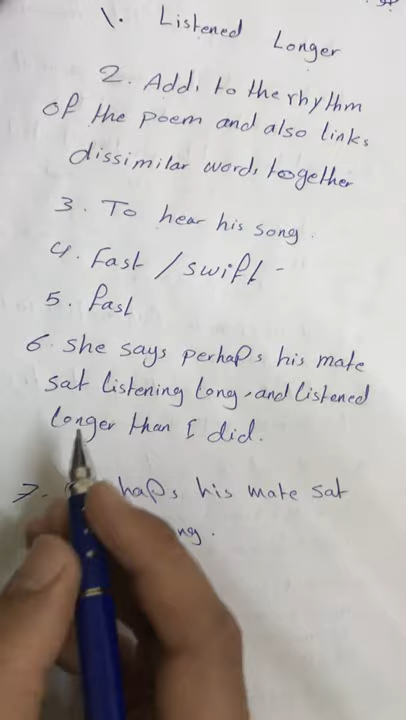 1. Listened Longer
2. Adds to the rhythm
of the poem and also links
dissimilar words together
3. To hear his song.
4. Fast / swift -
5. fast
6. She says perhaps his mate
sat listening long, and listened
longer than I did.
7. haps his mate sat
ng.